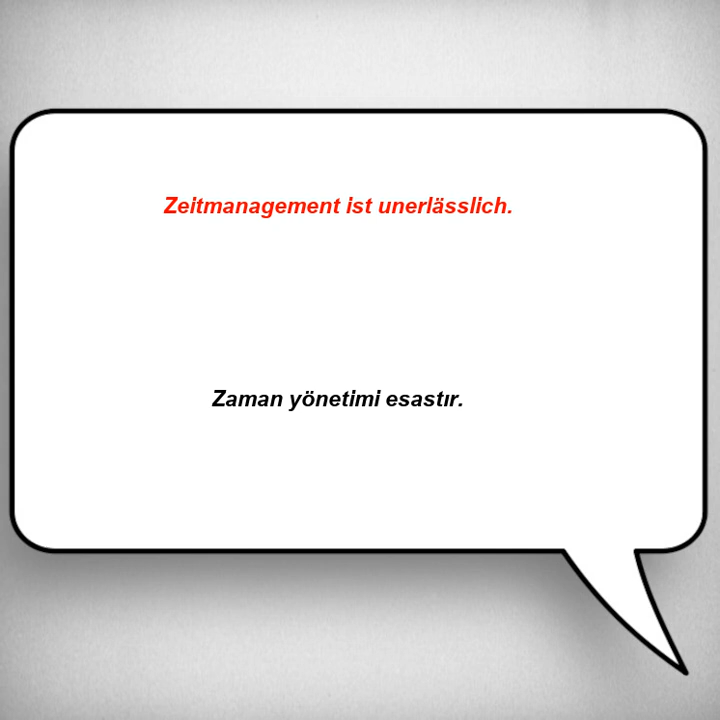 Zeitmanagement ist unerlässlich.
Zaman yönetimi esastır.